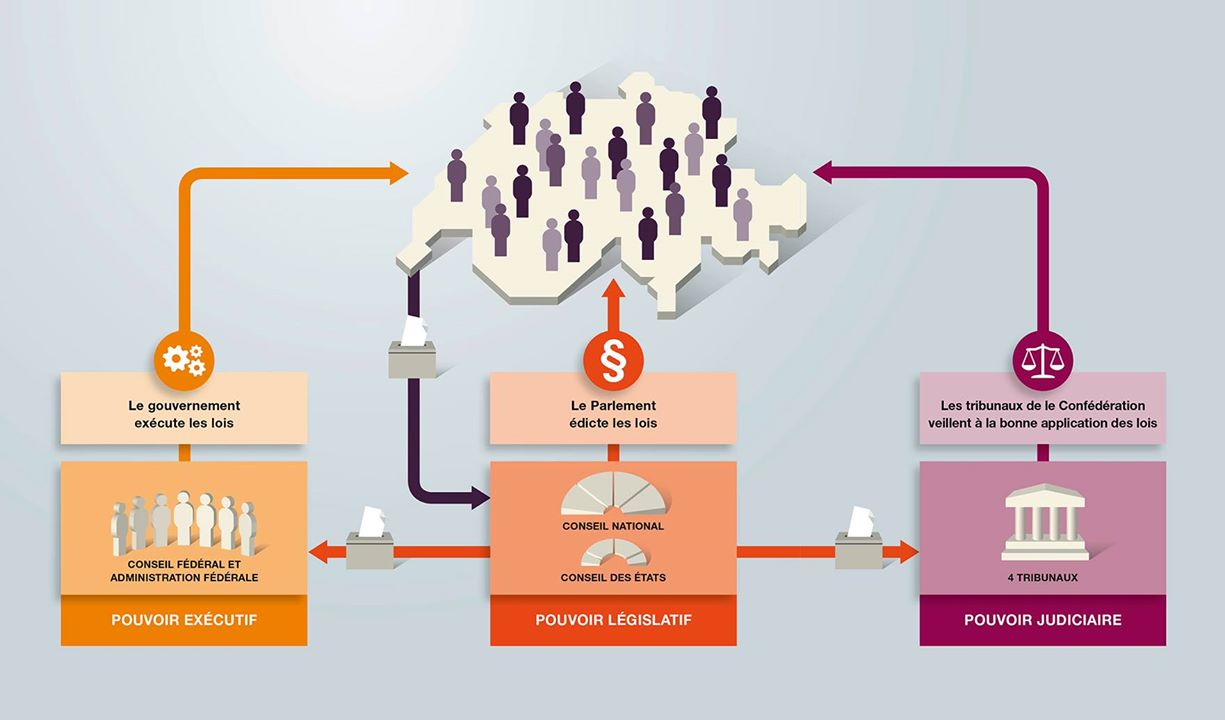 §
Le gouvernement
exécute les lois
Le Parlement
édicte les lois
Les tribunaux de la Confédération
veillent à la bonne application des lois
CONSEIL NATIONAL
CONSEIL FÉDÉRAL ET
ADMINISTRATION FÉDÉRALE
CONSEIL DES ÉTATS
4 TRIBUNAUX
POUVOIR EXÉCUTIF
POUVOIR LÉGISLATIF
POUVOIR JUDICIAIRE